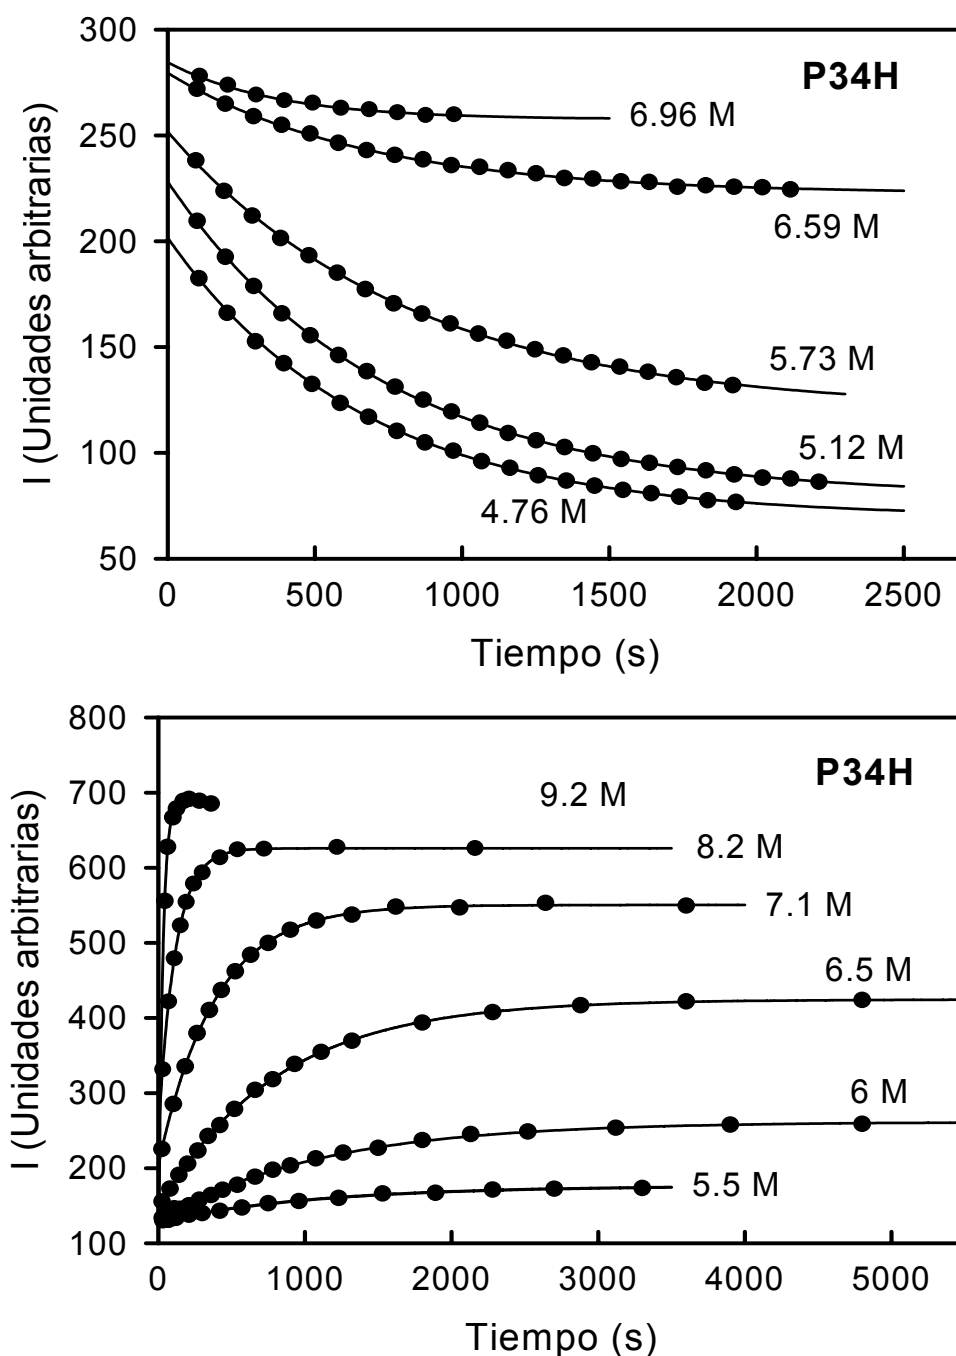 300
P34H
6.96 M
250
6.59 M
200
I (Unidades arbitrarias)
150
5.73 M
5.12 M
100
4.76 M
50
0 500 1000 1500 2000 2500
Tiempo (s)
800
P34H
700
9.2 M
8.2 M
600
7.1 M
500
6.5 M
I (Unidades arbitrarias)
400
300
6 M
200
5.5 M
100
0 1000 2000 3000 4000 5000
Tiempo (s)